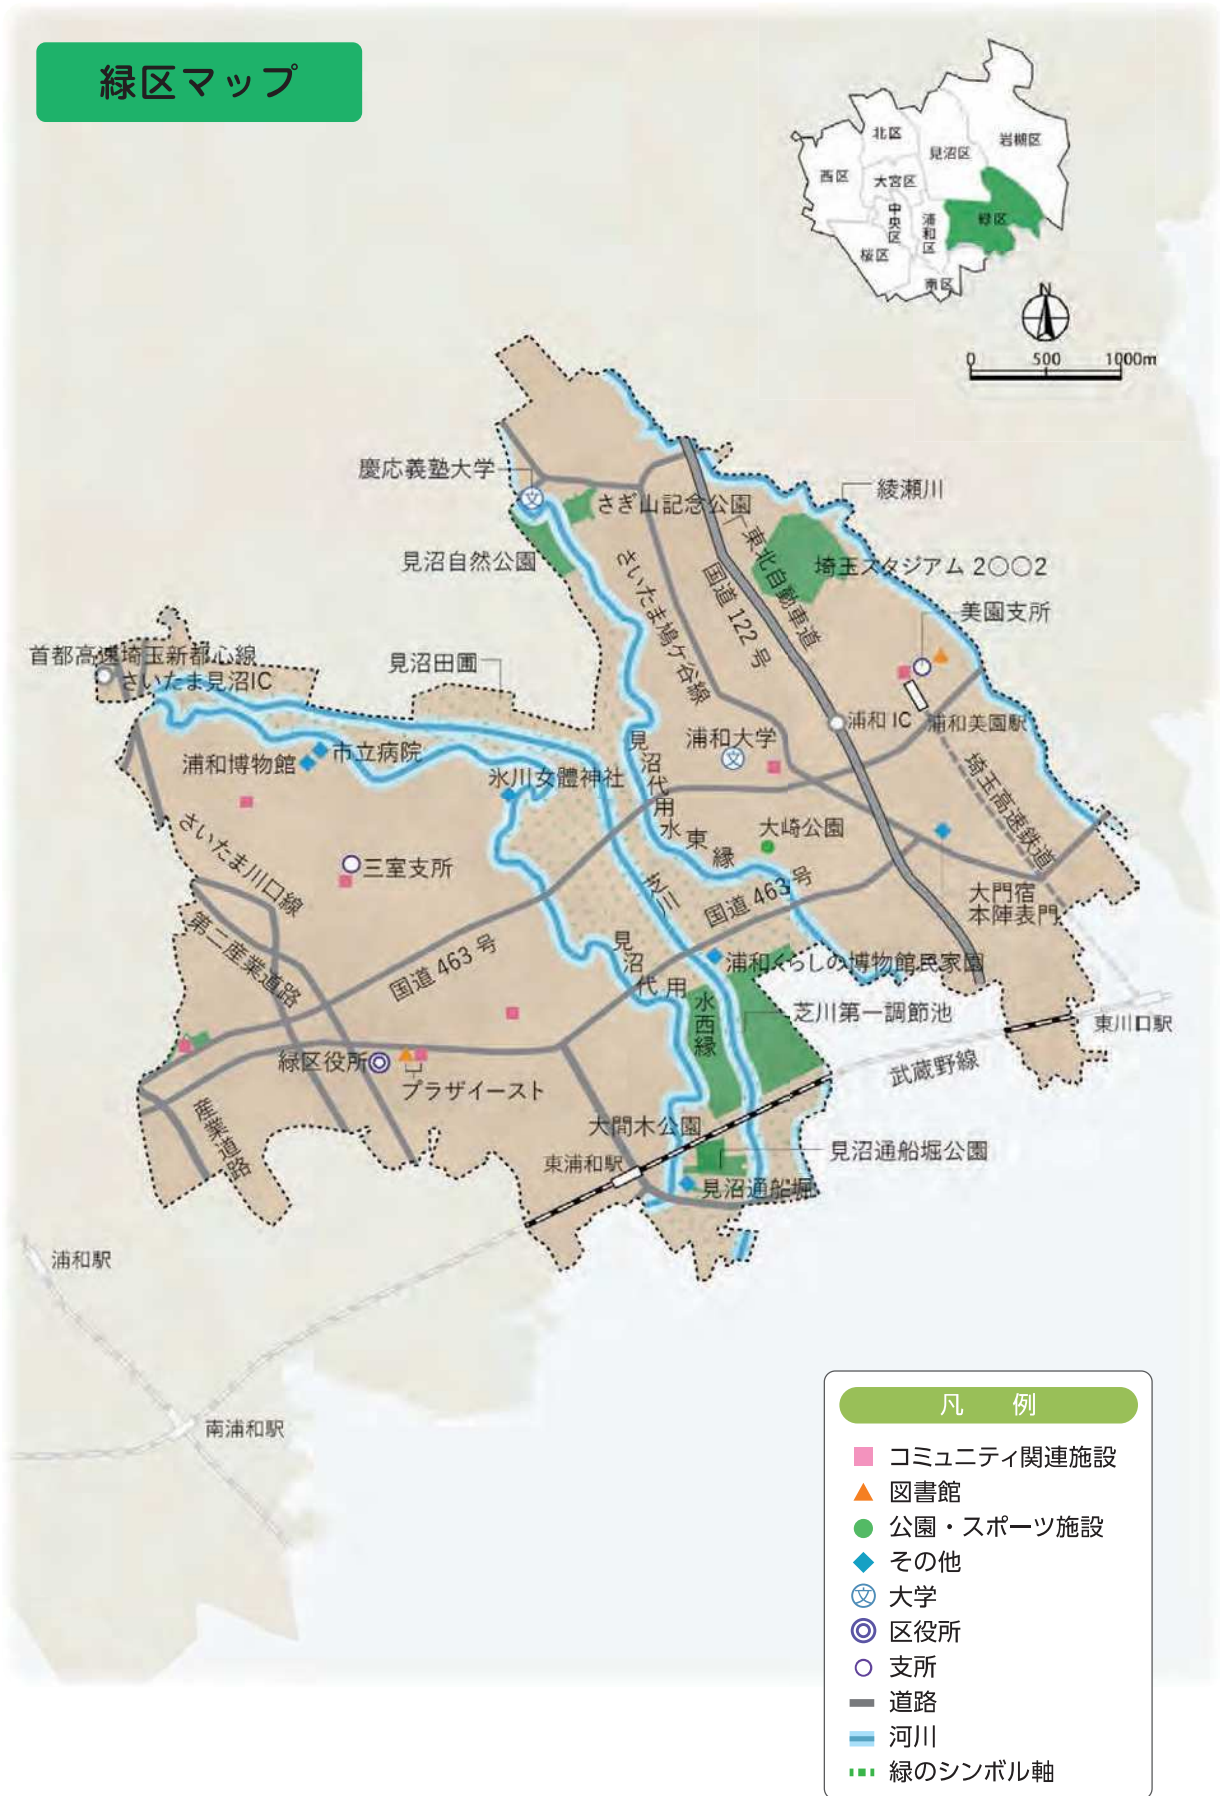 緑区マップ
北区
見沼区
岩槻区
西区
大宮区
中央区
浦和区
緑区
桜区
南区
N
0 500 1000m
慶応義塾大学
さぎ山記念公園
綾瀬川
見沼自然公園
東北自動車道
埼玉スタジアム 2〇〇2
さいたま鳩ケ谷線
国道 122 号
美園支所
首都高速埼玉新都心線
さいたま見沼IC
見沼田圃
浦和 IC
浦和美園駅
浦和大学
市立病院
浦和博物館
氷川女體神社
見沼代用水東縁
埼玉高速鉄道
大崎公園
さいたま川口線
三室支所
芝川
国道 463 号
大門宿
本陣表門
第二産業道路
国道 463 号
見沼代用水西縁
浦和くらしの博物館民家園
芝川第一調節池
東川口駅
緑区役所
プラザイースト
武蔵野線
産業道路
大間木公園
東浦和駅
見沼通船堀公園
見沼通船堀
浦和駅
南浦和駅
凡 例
コミュニティ関連施設
図書館
公園・スポーツ施設
その他
文 大学
区役所
支所
道路
河川
緑のシンボル軸